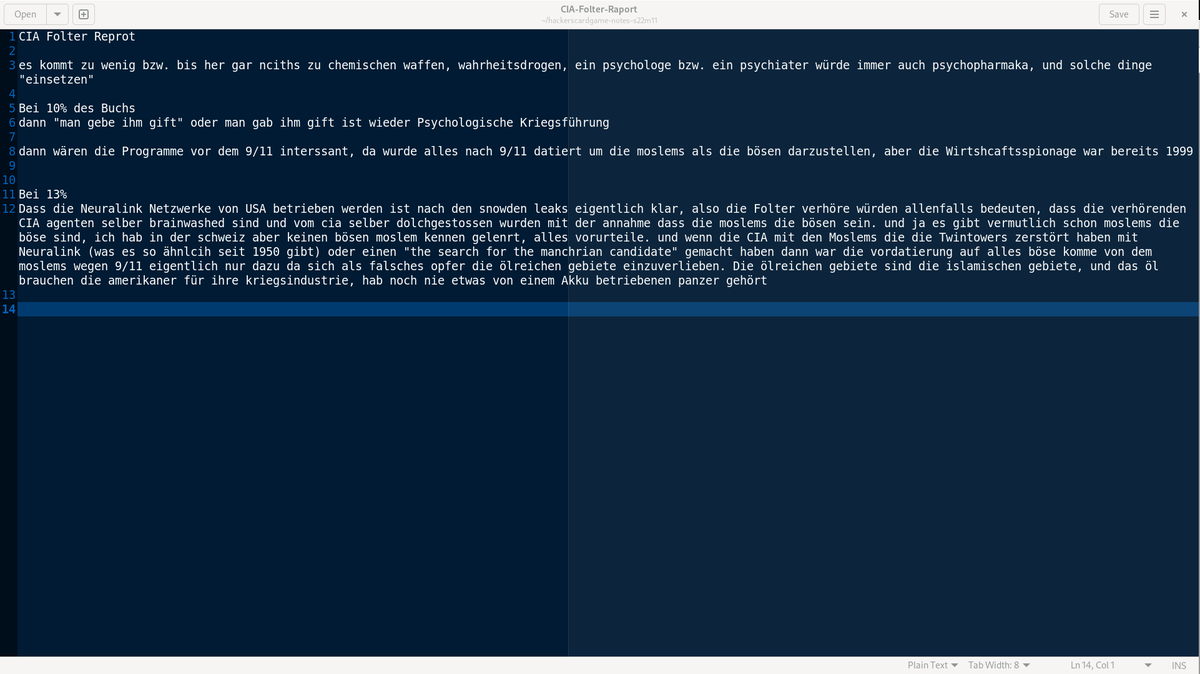 Open
CIA-Folter-Raport
~/hackerscardgame-notes-s22m11
Save
1 CIA Folter Reprot
2
3 es kommt zu wenig bzw. bis her gar nciths zu chemischen waffen, wahrheitsdrogen, ein psychologe bzw. ein psychiater würde immer auch psychopharmaka, und solche dinge
"einsetzen"
4
5 Bei 10% des Buchs
6 dann "man gebe ihm gift" oder man gab ihm gift ist wieder Psychologische Kriegsführung
7
8 dann wären die Programme vor dem 9/11 interssant, da wurde alles nach 9/11 datiert um die moslems als die bösen darzustellen, aber die Wirtshcaftsspionage war bereits 1999
9
10
11 Bei 13%
12 Dass die Neuralink Netzwerke von USA betrieben werden ist nach den snowden leaks eigentlich klar, also die Folter verhöre würden allenfalls bedeuten, dass die verhörenden
CIA agenten selber brainwashed sind und vom cia selber dolchgestossen wurden mit der annahme dass die moslems die bösen sein. und ja es gibt vermutlich schon moslems die
böse sind, ich hab in der schweiz aber keinen bösen moslem kennen gelenrt, alles vorurteile. und wenn die CIA mit den Moslems die die Twintowers zerstört haben mit
Neuralink (was es so ähnlcih seit 1950 gibt) oder einen "the search for the manchrian candidate" gemacht haben dann war die vordatierung auf alles böse komme von dem
moslems wegen 9/11 eigentlich nur dazu da sich als falsches opfer die ölreichen gebiete einzuverlieben. Die ölreichen gebiete sind die islamischen gebiete, und das öl
brauchen die amerikaner für ihre kriegsindustrie, hab noch nie etwas von einem Akku betriebenen panzer gehört
13
14
Plain Text Tab Width: 8 Ln 14, Col 1 INS